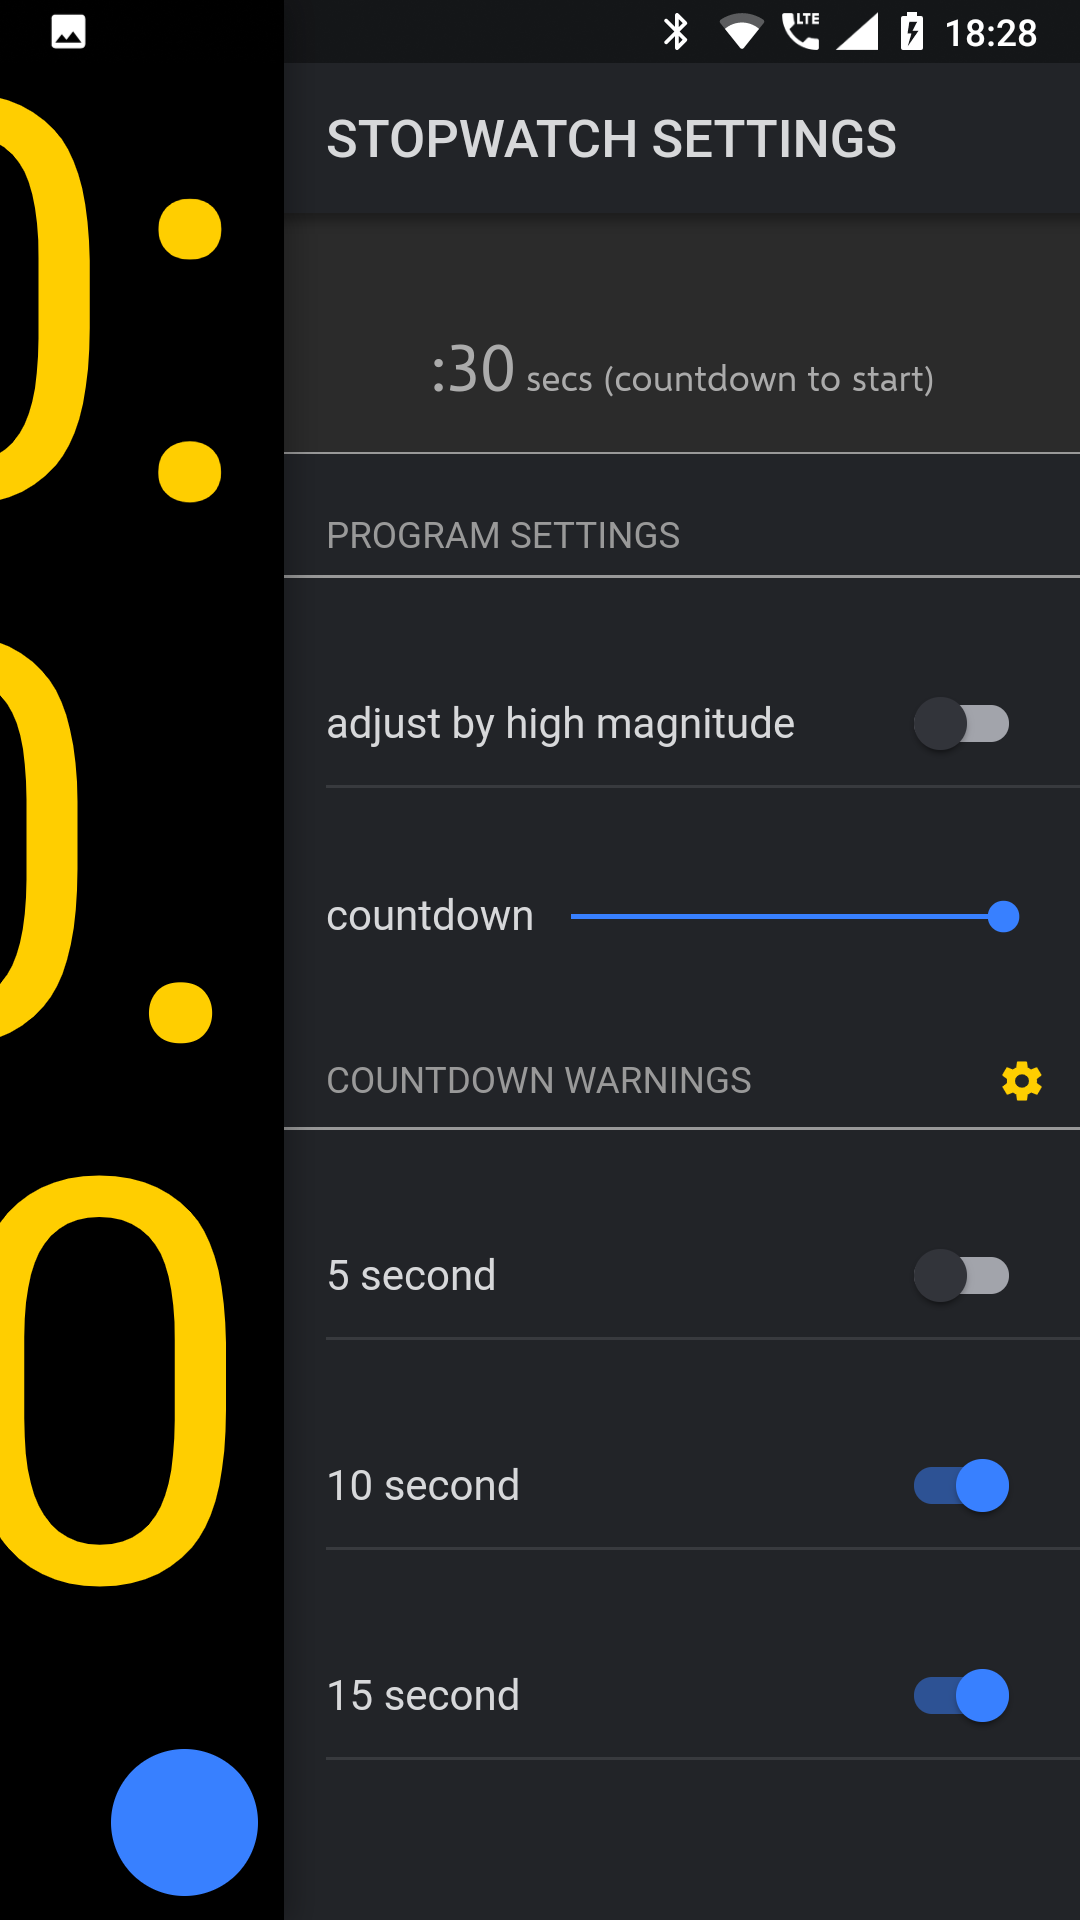 LTE 18:28
STOPWATCH SETTINGS
:30 secs (countdown to start)
PROGRAM SETTINGS
adjust by high magnitude
countdown
COUNTDOWN WARNINGS
5 second
10 second
15 second
0:
0.
0